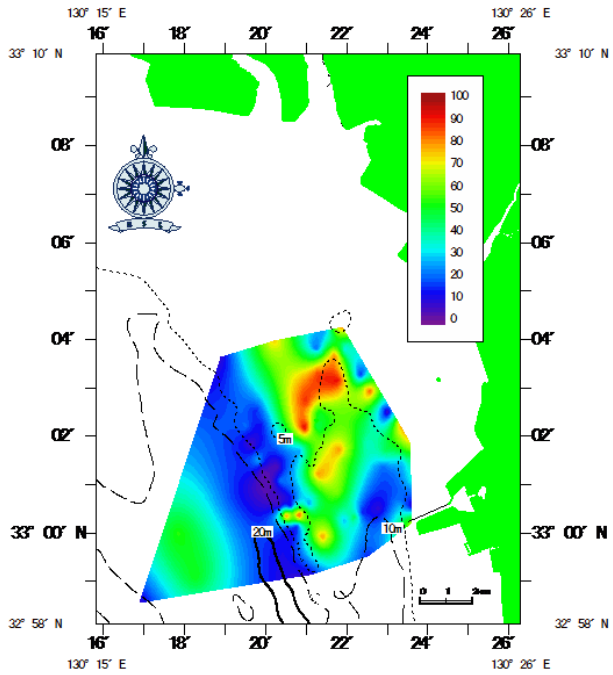 130° 15´ E 130° 26´ E
16´ 18´ 20´ 22´ 24´ 26´
33° 10´ N 33° 10´ N
100
90
80
70
60
50
40
30
20
10
0
08´ 08´
06´ 06´
04´ 04´
02´ 02´
5m
33° 00´ N 33° 00´ N
20m 10m
0 1 2km
32° 58´ N 32° 58´ N
16´ 18´ 20´ 22´ 24´ 26´
130° 15´ E 130° 26´ E